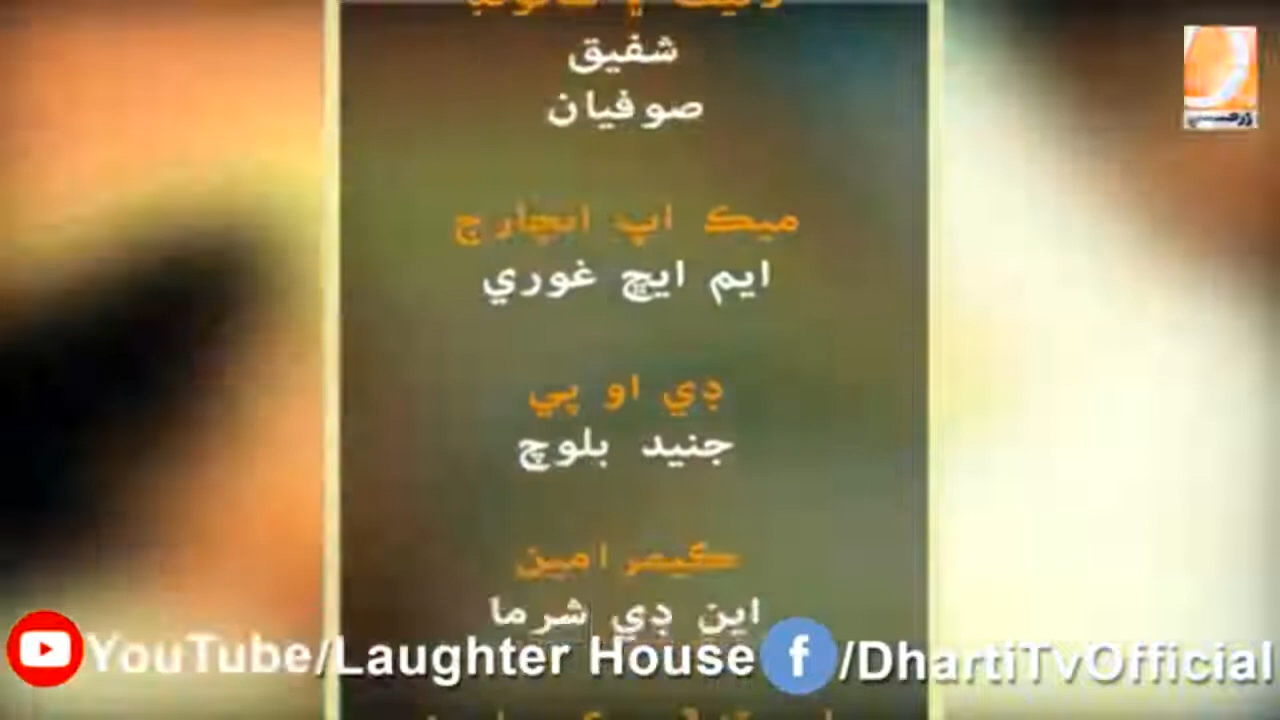 شفيق
صوفيان
ميڪ اپ انچارج
ايم ايڇ غوري
ڊي او پي
جنيد بلوچ
ڪيمرامين
اين ڊي شرما
YouTube/Laughter House
/DhartiTvOfficial